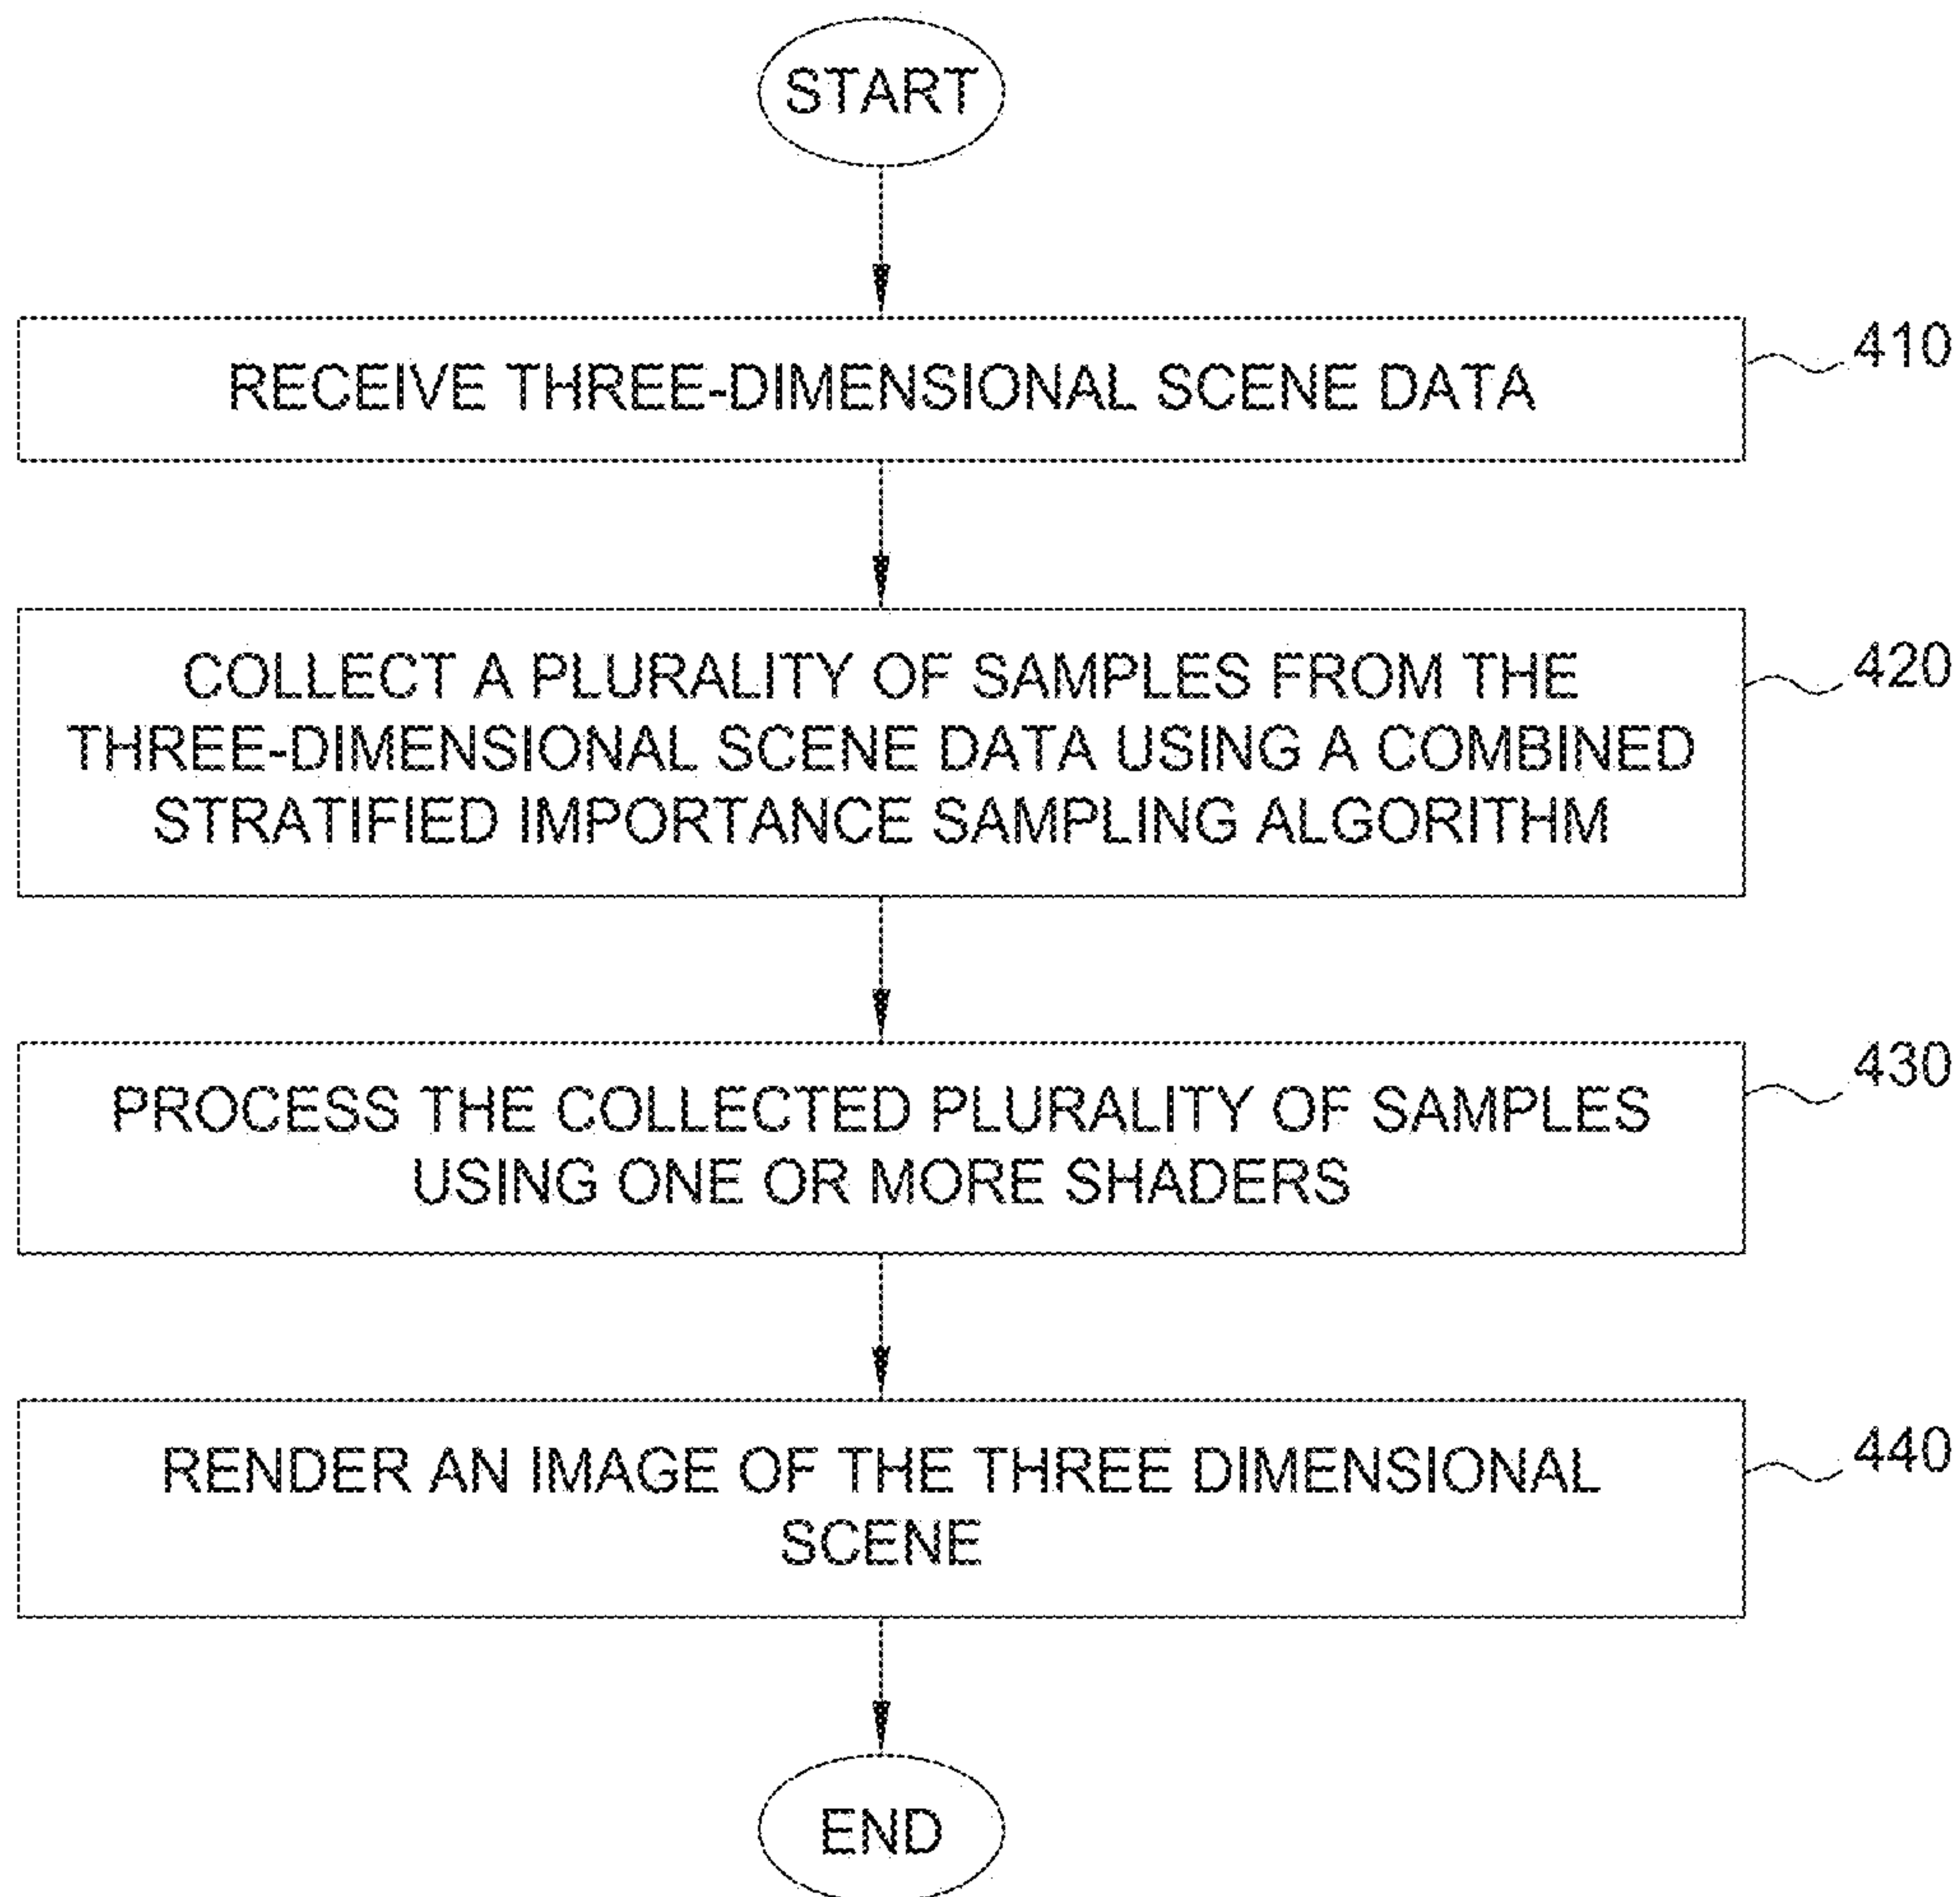 START
RECEIVE THREE-DIMENSIONAL SCENE DATA
410
COLLECT A PLURALITY OF SAMPLES FROM THE
THREE-DIMENSIONAL SCENE DATA USING A COMBINED
STRATIFIED IMPORTANCE SAMPLING ALGORITHM
420
PROCESS THE COLLECTED PLURALITY OF SAMPLES
USING ONE OR MORE SHADERS
430
RENDER AN IMAGE OF THE THREE DIMENSIONAL
SCENE
440
END